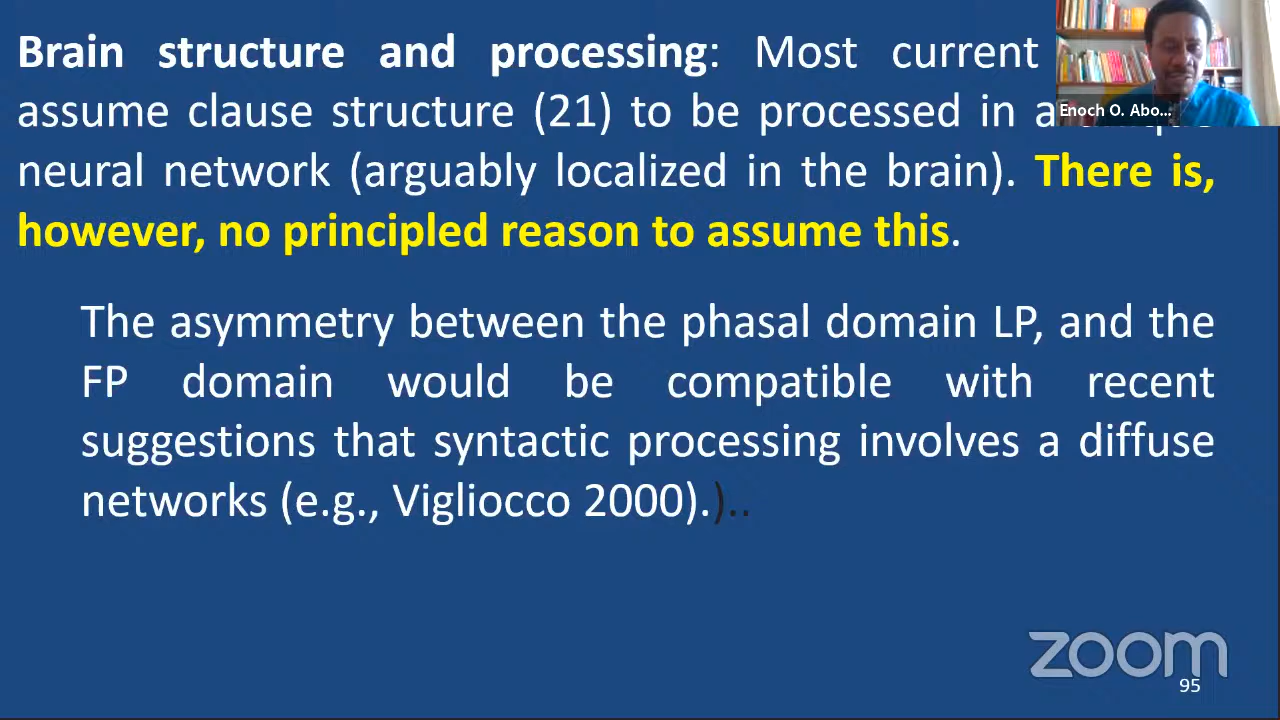 Brain structure and processing: Most current
assume clause structure (21) to be processed in a
neural network (arguably localized in the brain). There is,
however, no principled reason to assume this.
The asymmetry between the phasal domain LP, and the
FP domain would be compatible with recent
suggestions that syntactic processing involves a diffuse
networks (e.g., Vigliocco 2000).)..
Enoch O. Abo...
zoom
95